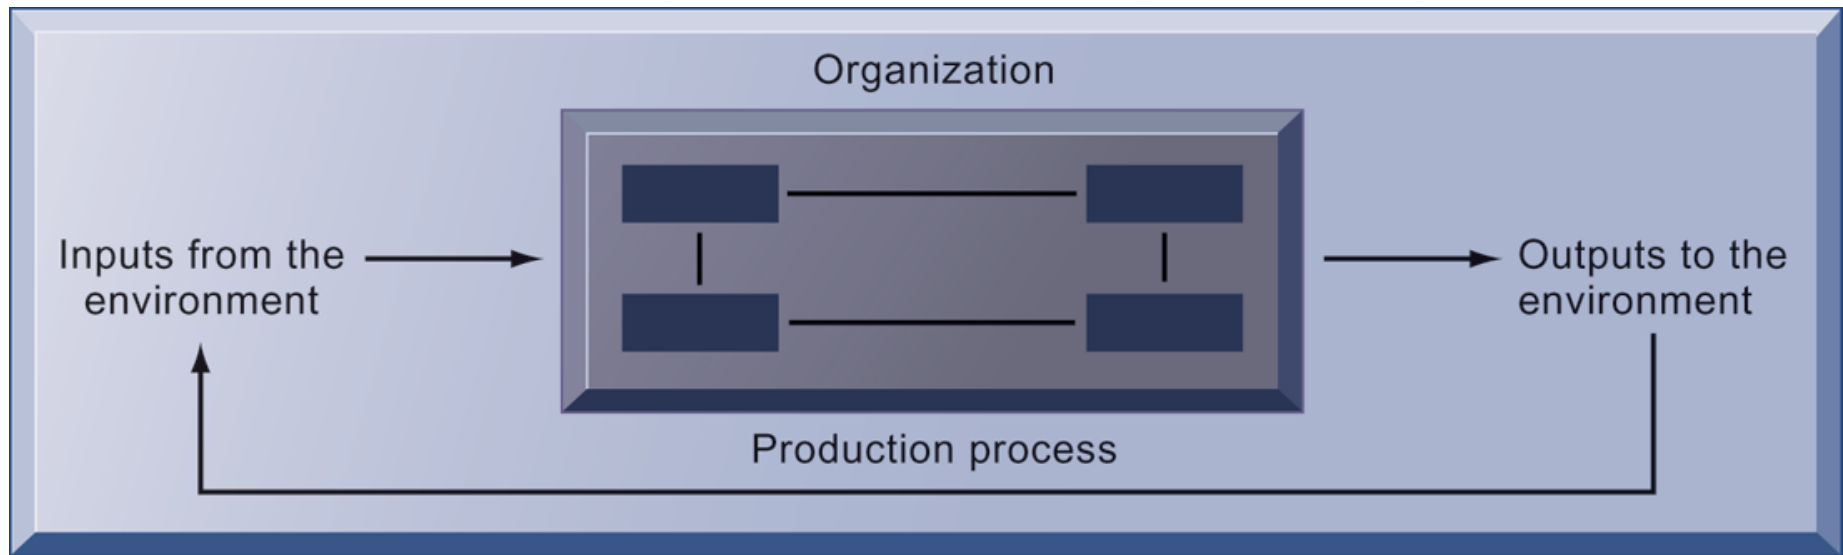 Organization
Inputs from the
environment
Outputs to the
environment
Production process